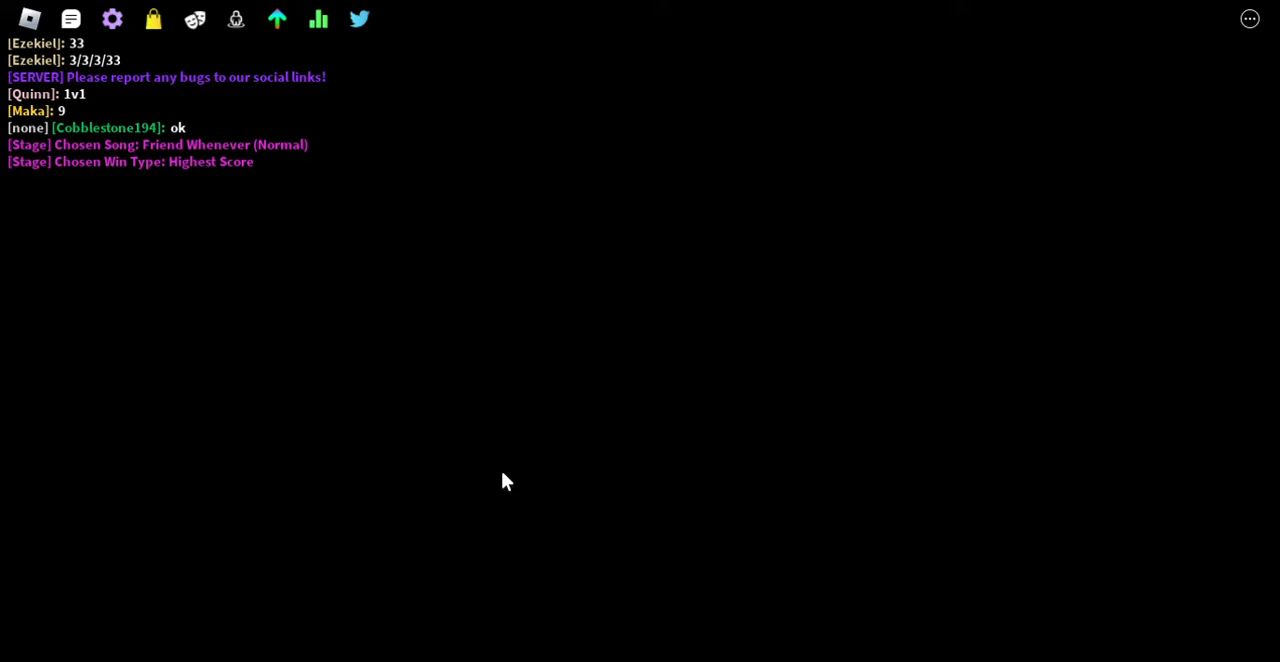 [Ezekiel]: 33
[Ezekiel]: 3/3/3/33
[SERVER] Please report any bugs to our social links!
[Quinn]: 1v1
[Maka]: 9
[none] [Cobblestone194]: ok
[Stage] Chosen Song: Friend Whenever (Normal)
[Stage] Chosen Win Type: Highest Score